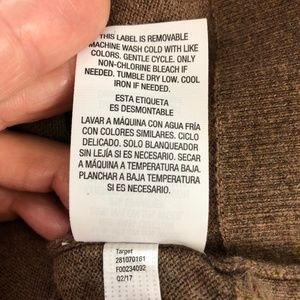 THIS LABEL IS REMOVABLE
MACHINE WASH COLD WITH LIKE
COLORS. GENTLE CYCLE. ONLY
NON-CHLORINE BLEACH IF
NEEDED. TUMBLE DRY LOW. COOL
IRON IF NEEDED.
ESTA ETIQUETA
ES DESMONTABLE
LAVAR A MÁQUINA CON AGUA FRÍA
CON COLORES SIMILARES. CICLO
DELICADO. SOLO BLANQUEADOR
SIN LEJÍA SI ES NECESARIO. SECAR
A MÁQUINA A BAJA TEMPERATURA.
PLANCHAR A BAJA TEMPERATURA
SI ES NECESARIO.
Target
281070161
F00234092
Q2/17